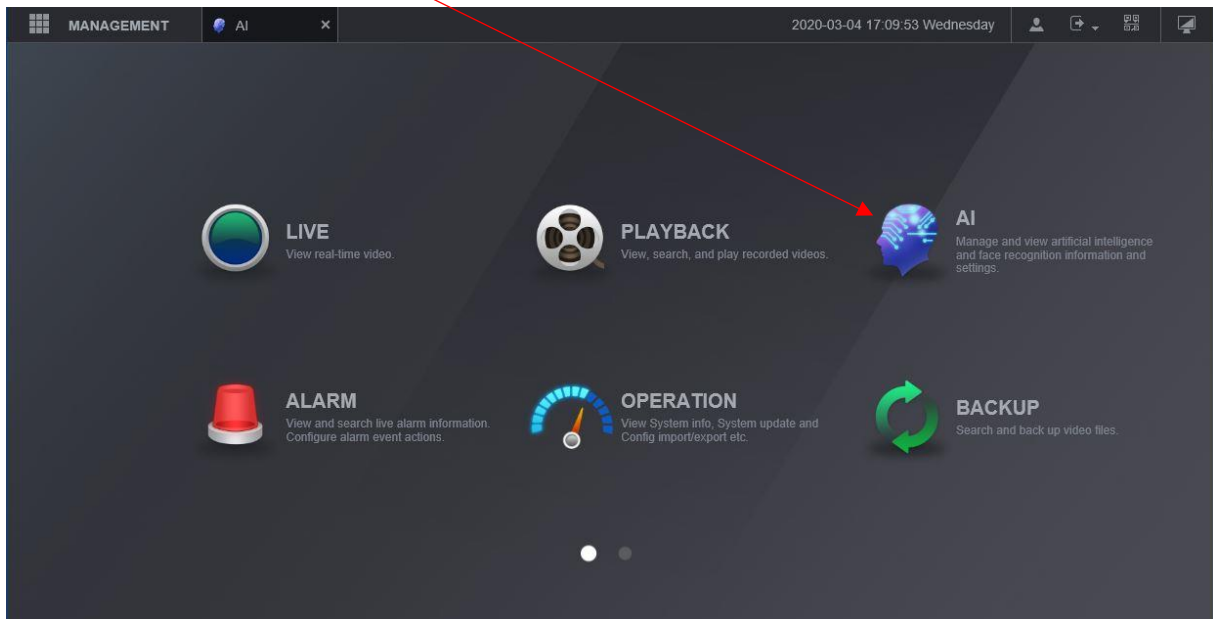 MANAGEMENT
AI
2020-03-04 17:09:53 Wednesday
LIVE
View real-time video.
PLAYBACK
View, search, and play recorded videos.
AI
Manage and view artificial intelligence
and face recognition information and
settings.
ALARM
View and search live alarm information.
Configure alarm event actions.
OPERATION
View System info, System update and
Config import/export etc.
BACKUP
Search and back up video files.